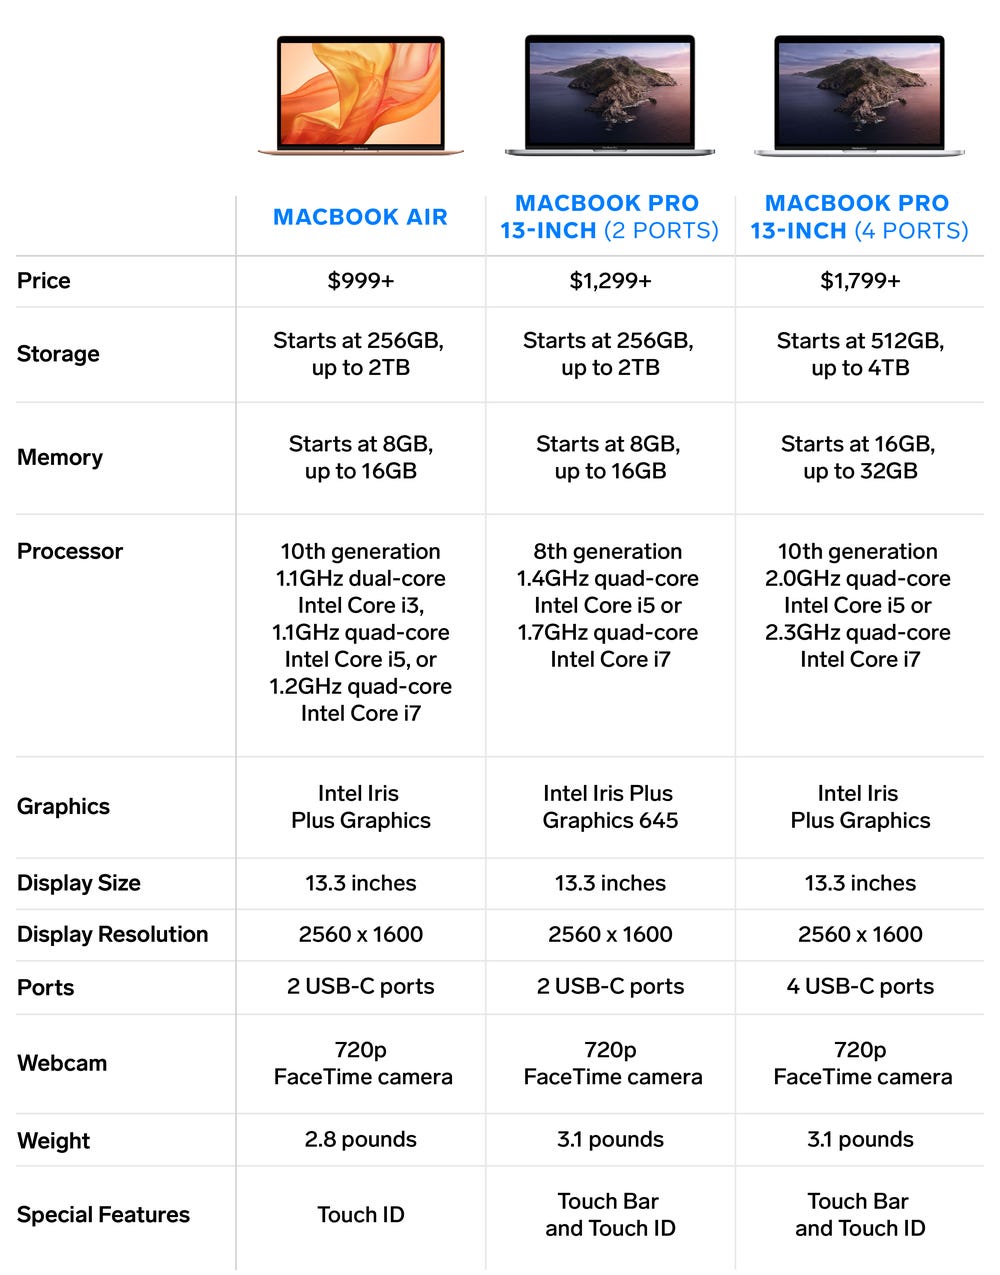 MACBOOK AIR
MACBOOK PRO
13-INCH (2 PORTS)
MACBOOK PRO
13-INCH (4 PORTS)
Price
$999+
$1,299+
$1,799+
Storage
Starts at 256GB,
up to 2TB
Starts at 256GB,
up to 2TB
Starts at 512GB,
up to 4TB
Memory
Starts at 8GB,
up to 16GB
Starts at 8GB,
up to 16GB
Starts at 16GB,
up to 32GB
Processor
10th generation
1.1GHz dual-core
Intel Core i3,
1.1GHz quad-core
Intel Core i5, or
1.2GHz quad-core
Intel Core i7
8th generation
1.4GHz quad-core
Intel Core i5 or
1.7GHz quad-core
Intel Core i7
10th generation
2.0GHz quad-core
Intel Core i5 or
2.3GHz quad-core
Intel Core i7
Graphics
Intel Iris
Plus Graphics
Intel Iris Plus
Graphics 645
Intel Iris
Plus Graphics
Display Size
13.3 inches
13.3 inches
13.3 inches
Display Resolution
2560 x 1600
2560 x 1600
2560 x 1600
Ports
2 USB-C ports
2 USB-C ports
4 USB-C ports
Webcam
720p
FaceTime camera
720p
FaceTime camera
720p
FaceTime camera
Weight
2.8 pounds
3.1 pounds
3.1 pounds
Special Features
Touch ID
Touch Bar
and Touch ID
Touch Bar
and Touch ID